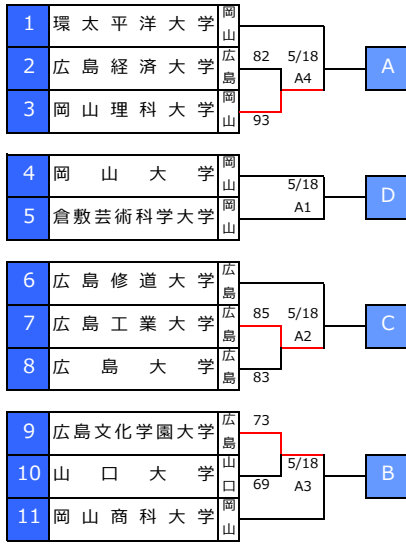 1 環太平洋大学 岡山
2 広島経済大学 広島 82 5/18 A
3 岡山理科大学 岡山 93 A4
4 岡山大学 岡山 5/18 D
5 倉敷芸術科学大学 岡山 A1
6 広島修道大学 広島
7 広島工業大学 広島 85 5/18 C
8 広島大学 広島 83 A2
9 広島文化学園大学 広島 73
10 山口大学 山口 69 5/18 B
11 岡山商科大学 岡山 A3